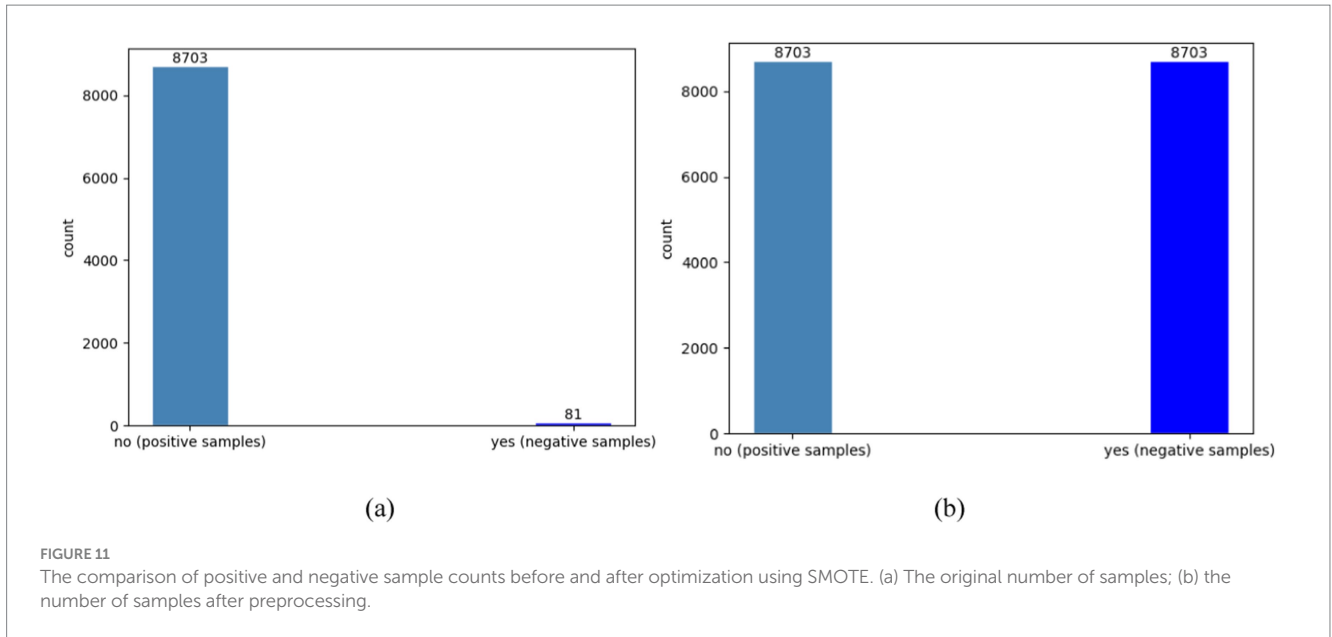 8703
8000
6000
4000
2000
0
count
81
no (positive samples)
yes (negative samples)
(a)
8703
8703
8000
6000
4000
2000
0
count
no (positive samples)
yes (negative samples)
(b)
FIGURE 11
The comparison of positive and negative sample counts before and after optimization using SMOTE. (a) The original number of samples; (b) the
number of samples after preprocessing.